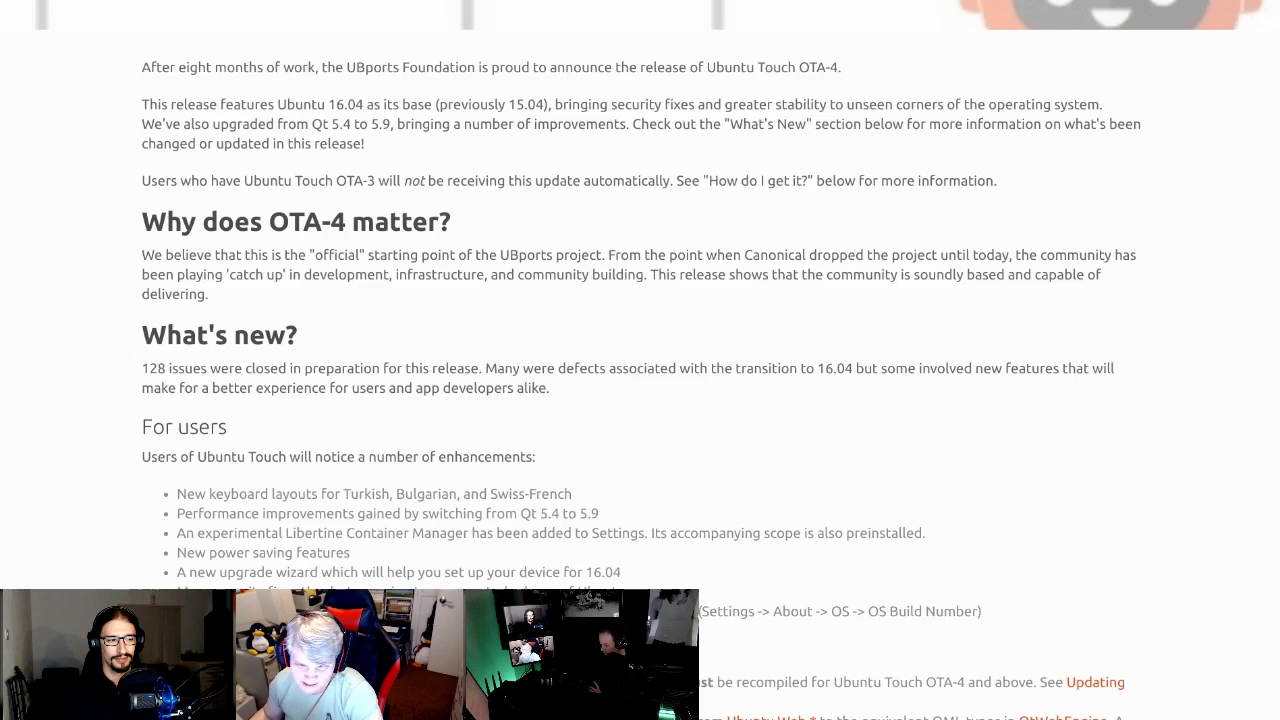 After eight months of work, the UBports Foundation is proud to announce the release of Ubuntu Touch OTA-4.
This release features Ubuntu 16.04 as its base (previously 15.04), bringing security fixes and greater stability to unseen corners of the operating system.
We've also upgraded from Qt 5.4 to 5.9, bringing a number of improvements. Check out the "What's New" section below for more information on what's been
changed or updated in this release!
Users who have Ubuntu Touch OTA-3 will not be receiving this update automatically. See "How do I get it?" below for more information.
Why does OTA-4 matter?
We believe that this is the "official" starting point of the UBports project. From the point when Canonical dropped the project until today, the community has
been playing 'catch up' in development, infrastructure, and community building. This release shows that the community is soundly based and capable of
delivering.
What's new?
128 issues were closed in preparation for this release. Many were defects associated with the transition to 16.04 but some involved new features that will
make for a better experience for users and app developers alike.
For users
Users of Ubuntu Touch will notice a number of enhancements:
• New keyboard layouts for Turkish, Bulgarian, and Swiss-French
• Performance improvements gained by switching from Qt 5.4 to 5.9
• An experimental Libertine Container Manager has been added to Settings. Its accompanying scope is also preinstalled.
• New power saving features
• A new upgrade wizard which will help you set up your device for 16.04
(Settings -> About -> OS -> OS Build Number)
be recompiled for Ubuntu Touch OTA-4 and above. See Updating